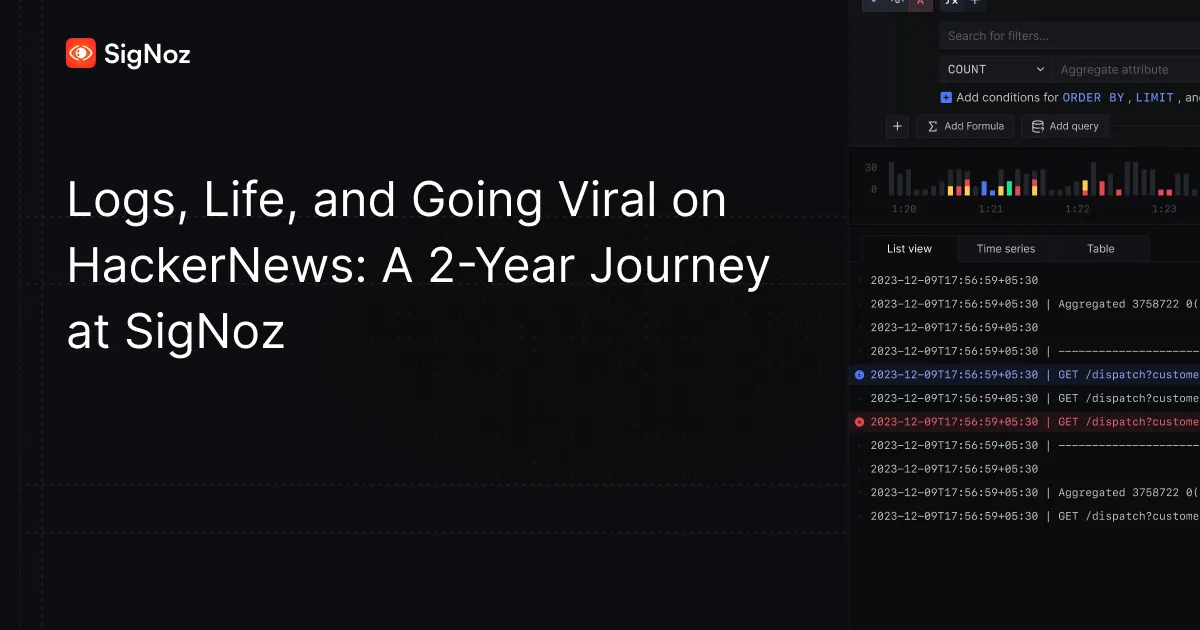 SigNoz
Logs, Life, and Going Viral on
HackerNews: A 2-Year Journey
at SigNoz
Search for filters...
COUNT
Aggregate attribute
Add conditions for ORDER BY , LIMIT ,
+ Add Formula Add query
30
0
1:20 1:21 1:22 1:23
List view Time series Table
2023-12-09T17:56:59+05:30
2023-12-09T17:56:59+05:30 | Aggregated 3758722 0(
2023-12-09T17:56:59+05:30
2023-12-09T17:56:59+05:30 | ----------------------
2023-12-09T17:56:59+05:30 | GET /dispatch?custome
2023-12-09T17:56:59+05:30 | GET /dispatch?custome
2023-12-09T17:56:59+05:30 | GET /dispatch?custome
2023-12-09T17:56:59+05:30 | ----------------------
2023-12-09T17:56:59+05:30
2023-12-09T17:56:59+05:30 | Aggregated 3758722 0(
2023-12-09T17:56:59+05:30 | GET /dispatch?custome